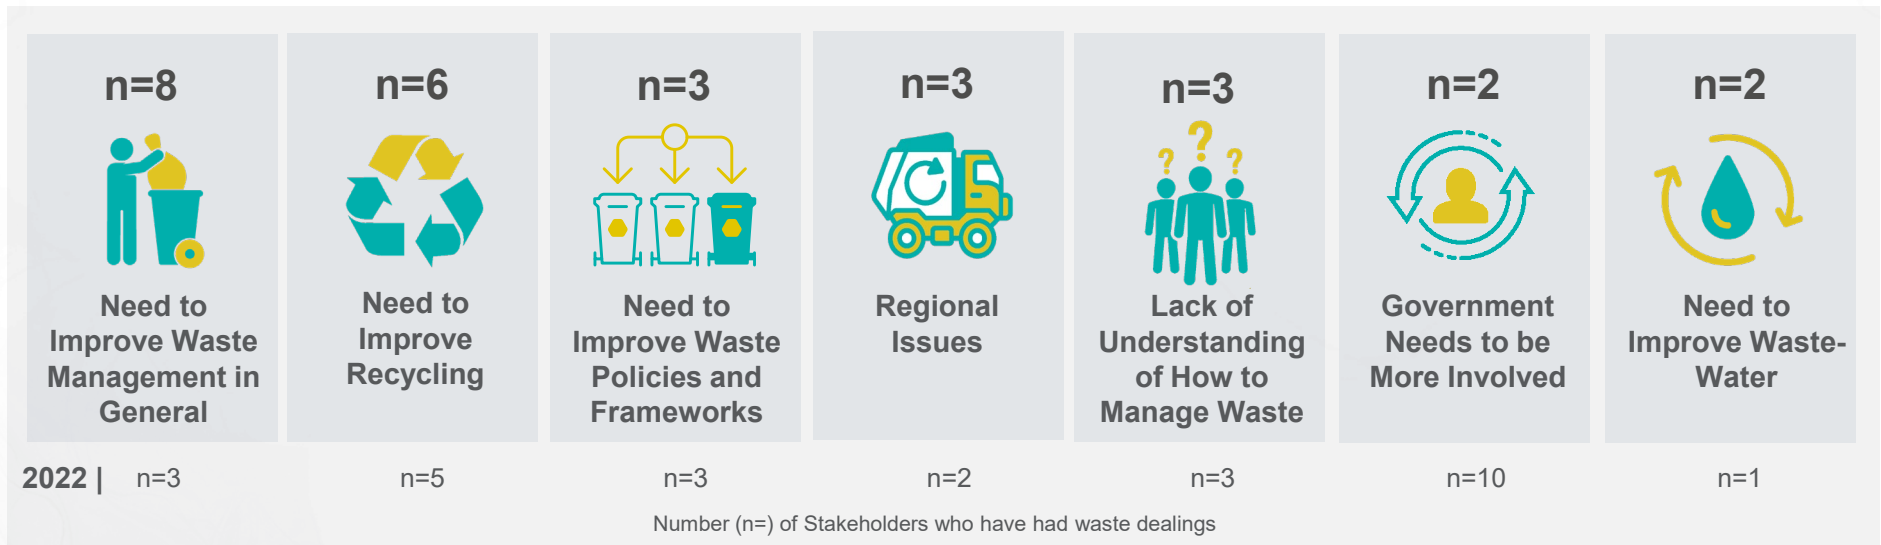 n=8
Need to
Improve Waste
Management in
General
n=6
Need to
Improve
Recycling
n=3
Need to
Improve Waste
Policies and
Frameworks
n=3
Regional
Issues
n=3
? ? ?
Lack of
Understanding
of How to
Manage Waste
n=2
Government
Needs to be
More Involved
n=2
Need to
Improve Waste-
Water
2022 | n=3 n=5 n=3 n=2 n=3 n=10 n=1
Number (n=) of Stakeholders who have had waste dealings